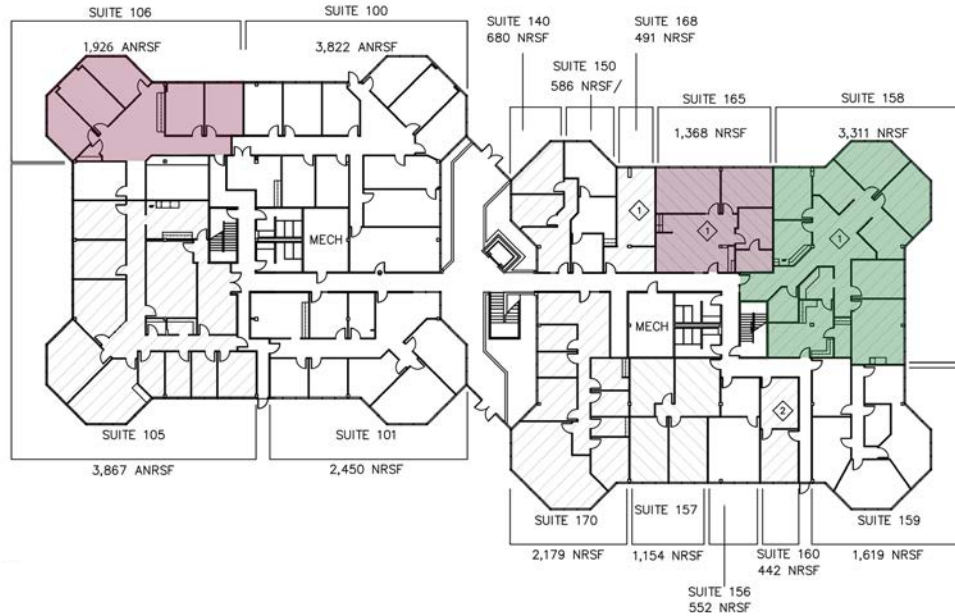 SUITE 106
1,926 ANRSF
SUITE 100
3,822 ANRSF
SUITE 140
680 NRSF
SUITE 150
586 NRSF/
SUITE 168
491 NRSF
SUITE 165
1,368 NRSF
SUITE 158
3,311 NRSF
1
1
1
MECH
MECH
2
SUITE 105
3,867 ANRSF
SUITE 101
2,450 NRSF
SUITE 170
2,179 NRSF
SUITE 157
1,154 NRSF
SUITE 156
552 NRSF
SUITE 160
442 NRSF
SUITE 159
1,619 NRSF